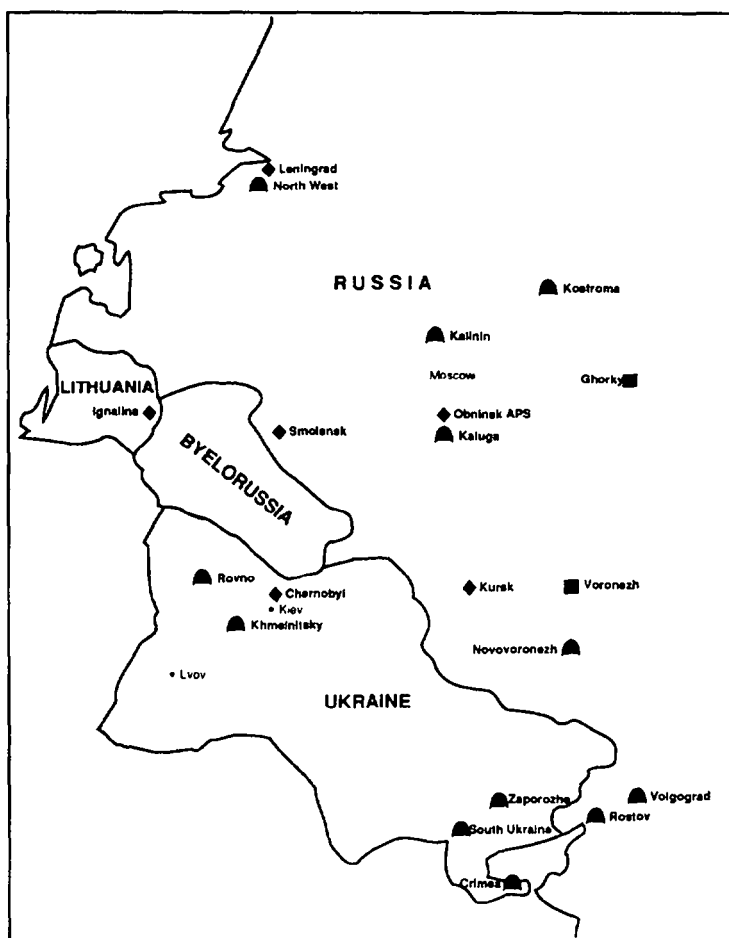 Leningrad
North West
RUSSIA
Kostroma
Kalinin
Moscow
Ghorky
LITHUANIA
Ignalina
Obninsk APS
Smolensk
Kaluga
BYELORUSSIA
Rovno
Chernobyl
Kursk
Voronezh
Kiev
Khmelnitsky
Novovoronezh
Lvov
UKRAINE
Zaporozhe
Volgograd
Rostov
South Ukraine
Crimea